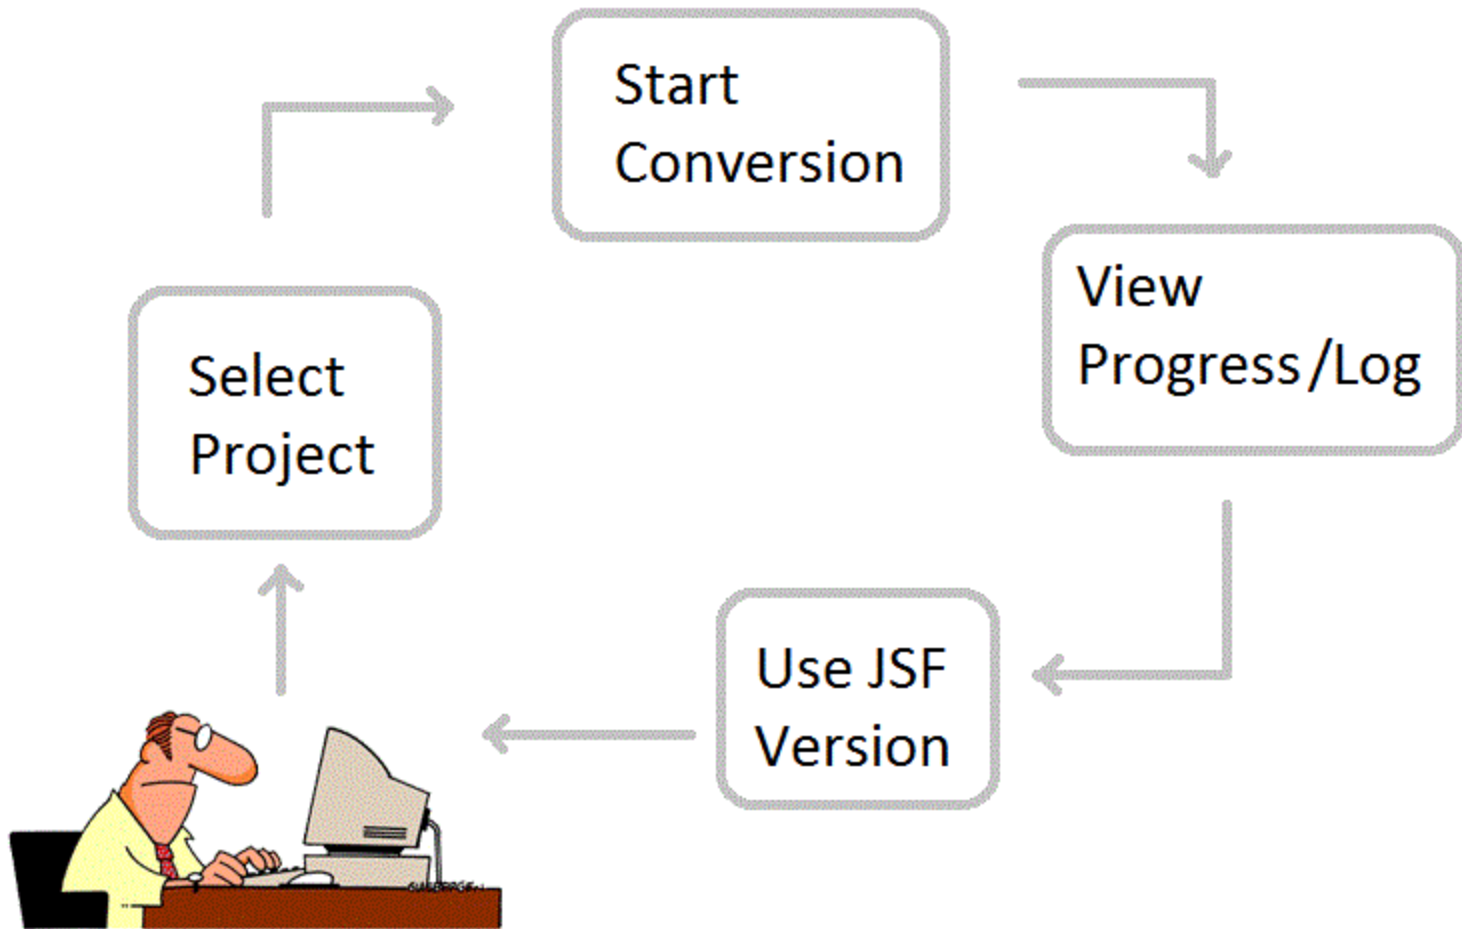 Start
Conversion
View
Progress/Log
Select
Project
Use JSF
Version